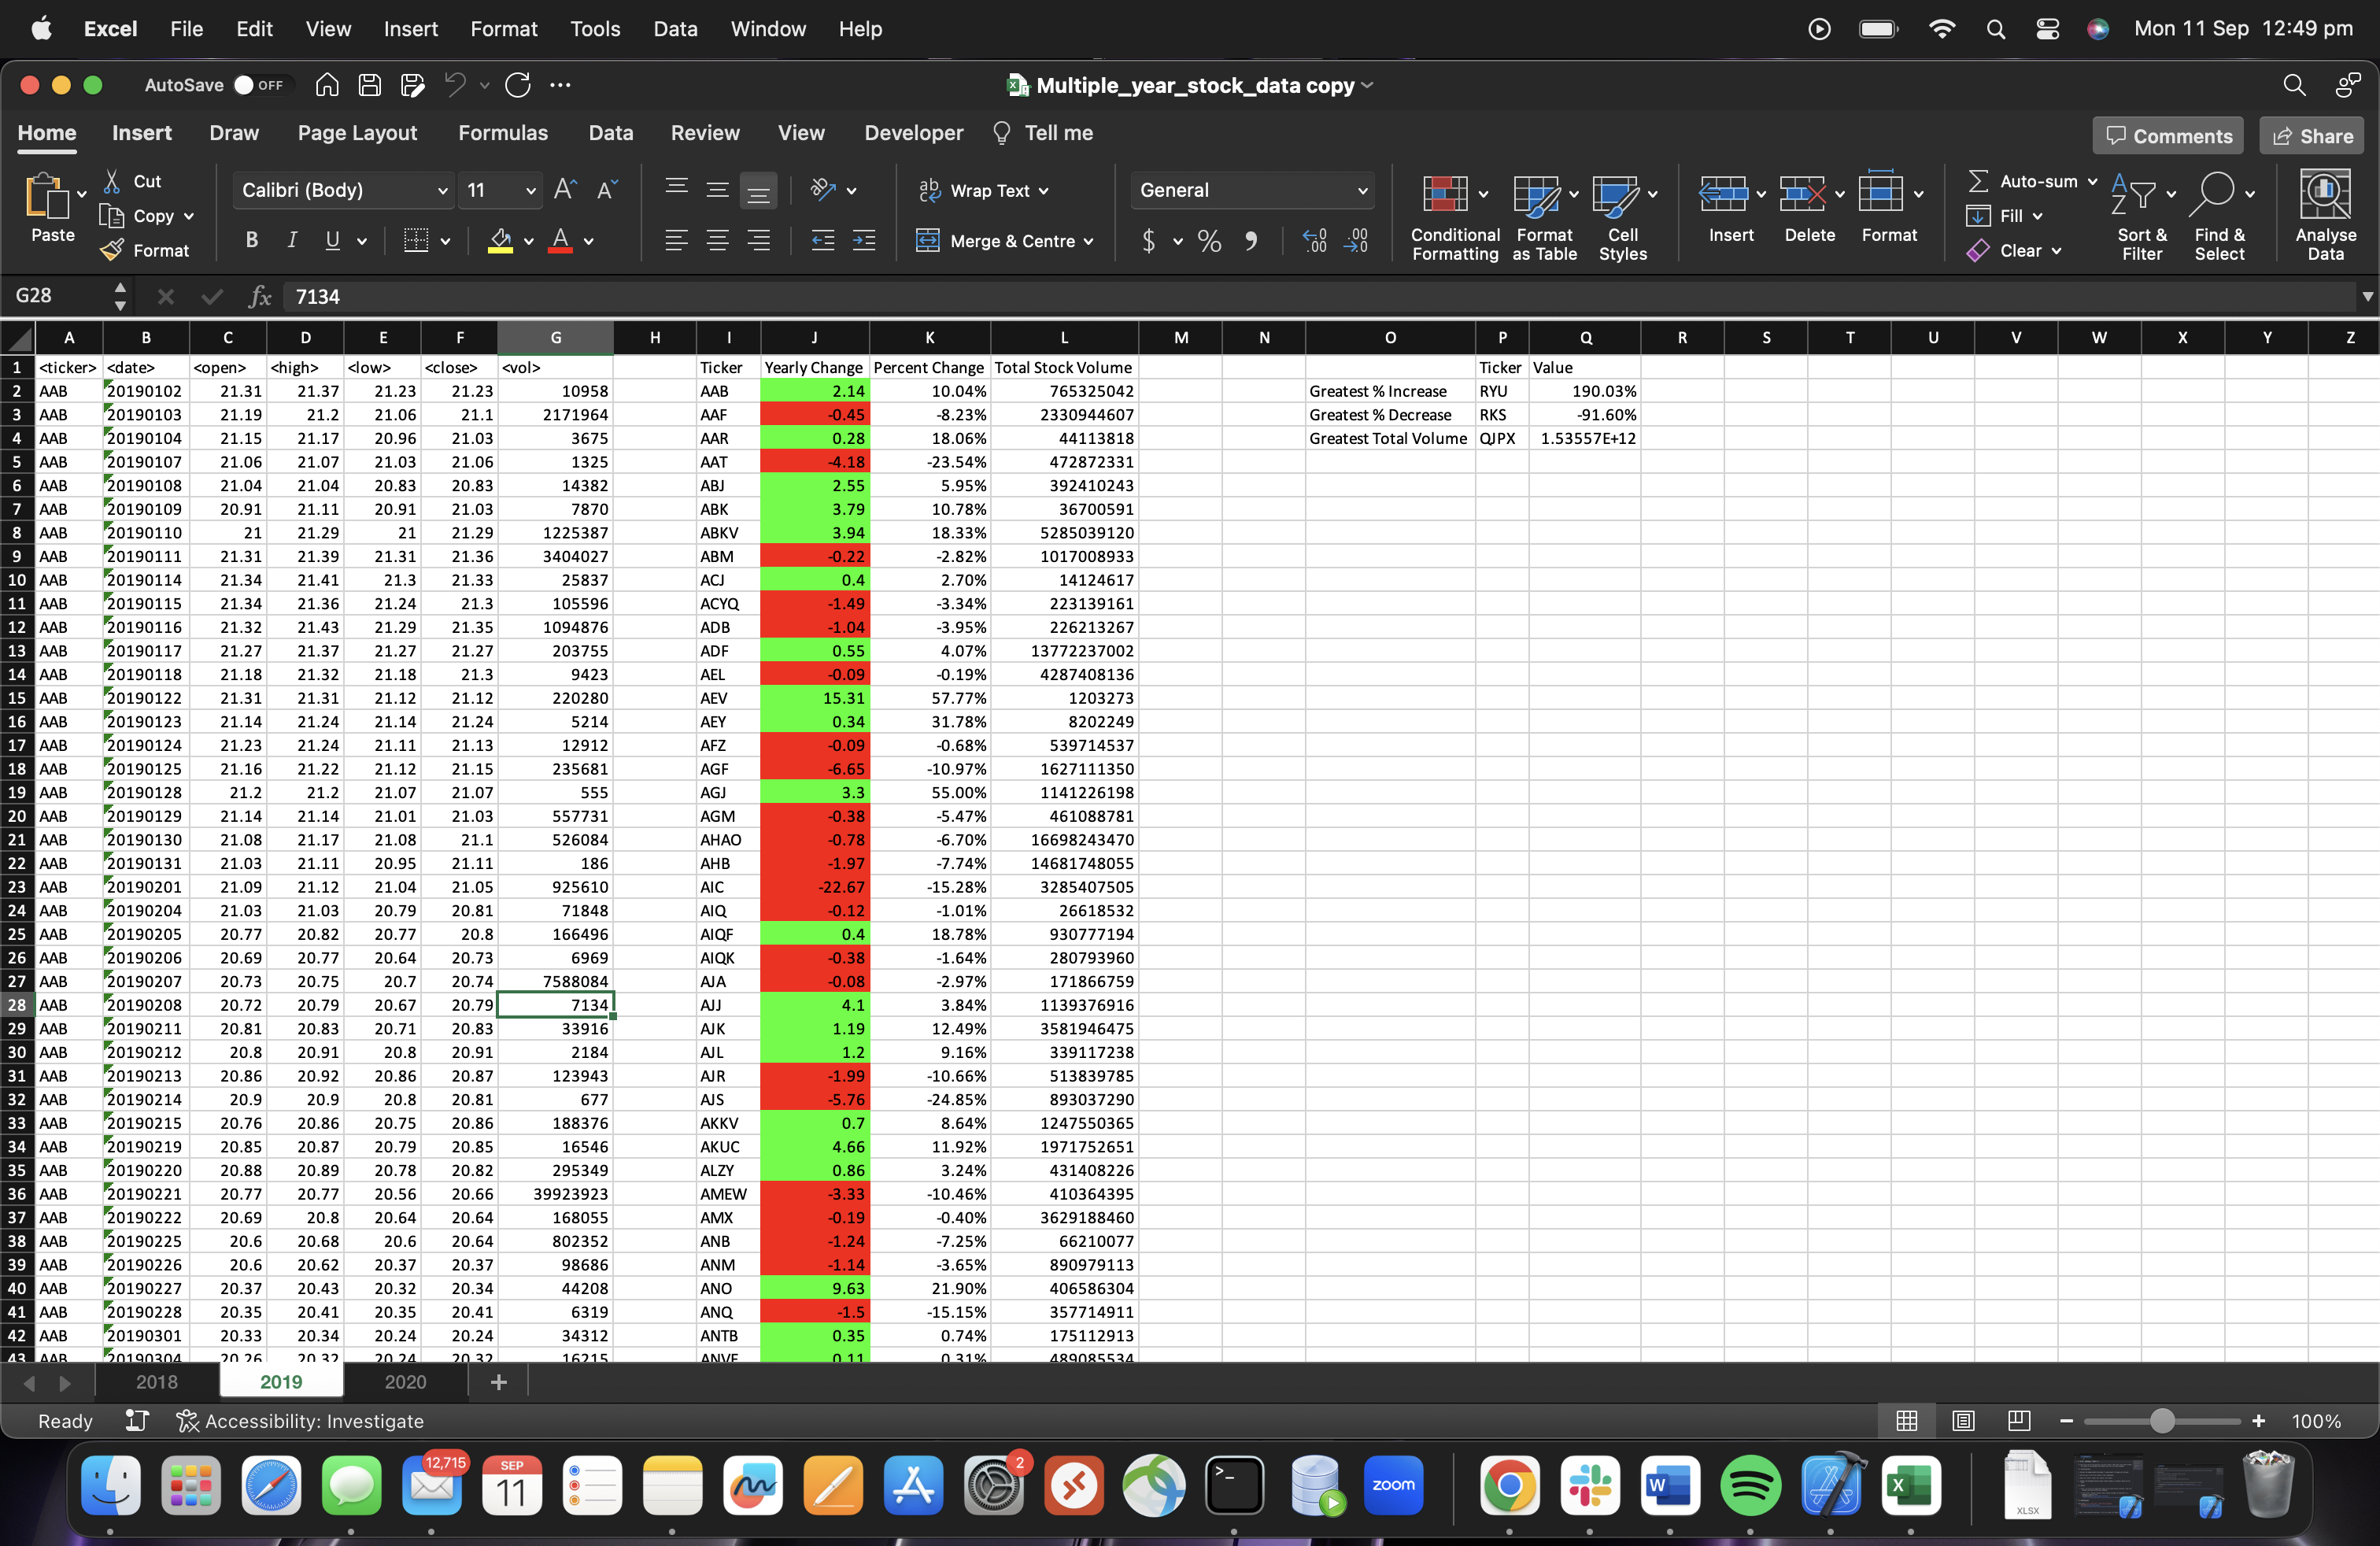 Excel File Edit View Insert Format Tools Data Window Help Mon 11 Sep 12:49 pm
AutoSave OFF Multiple_year_stock_data copy
Home Insert Draw Page Layout Formulas Data Review View Developer Tell me Comments Share
Paste Cut Copy Format
Calibri (Body) 11
B I U
Wrap Text
Merge & Centre
General
$ %
Conditional Formatting Format as Table Cell Styles
Insert Delete Format
Auto-sum Fill Clear
Sort & Filter Find & Select Analyse Data
G28 fx 7134
A B C D E F G H I J K L M N O P Q R S T U V W X Y Z
1 <ticker> <date> <open> <high> <low> <close> <vol> Ticker Yearly Change Percent Change Total Stock Volume Ticker Value
2 AAB 20190102 21.31 21.37 21.23 21.23 10958 AAB 2.14 10.04% 765325042 Greatest % Increase RYU 190.03%
3 AAB 20190103 21.19 21.2 21.06 21.1 2171964 AAF -0.45 -8.23% 2330944607 Greatest % Decrease RKS -91.60%
4 AAB 20190104 21.15 21.17 20.96 21.03 3675 AAR 0.28 18.06% 44113818 Greatest Total Volume QJPX 1.53557E+12
5 AAB 20190107 21.06 21.07 21.03 21.06 1325 AAT -4.18 -23.54% 472872331
6 AAB 20190108 21.04 21.04 20.83 20.83 14382 ABJ 2.55 5.95% 392410243
7 AAB 20190109 20.91 21.11 20.91 21.03 7870 ABK 3.79 10.78% 36700591
8 AAB 20190110 21 21.29 21 21.29 1225387 ABKV 3.94 18.33% 5285039120
9 AAB 20190111 21.31 21.39 21.31 21.36 3404027 ABM -0.22 -2.82% 1017008933
10 AAB 20190114 21.34 21.41 21.3 21.33 25837 ACJ 0.4 2.70% 14124617
11 AAB 20190115 21.34 21.36 21.24 21.3 105596 ACYQ -1.49 -3.34% 223139161
12 AAB 20190116 21.32 21.43 21.29 21.35 1094876 ADB -1.04 -3.95% 226213267
13 AAB 20190117 21.27 21.37 21.27 21.27 203755 ADF 0.55 4.07% 13772237002
14 AAB 20190118 21.18 21.32 21.18 21.3 9423 AEL -0.09 -0.19% 4287408136
15 AAB 20190122 21.31 21.31 21.12 21.12 220280 AEV 15.31 57.77% 1203273
16 AAB 20190123 21.14 21.24 21.14 21.24 5214 AEY 0.34 31.78% 8202249
17 AAB 20190124 21.23 21.24 21.11 21.13 12912 AFZ -0.09 -0.68% 539714537
18 AAB 20190125 21.16 21.22 21.12 21.15 235681 AGF -6.65 -10.97% 1627111350
19 AAB 20190128 21.2 21.2 21.07 21.07 555 AGJ 3.3 55.00% 1141226198
20 AAB 20190129 21.14 21.14 21.01 21.03 557731 AGM -0.38 -5.47% 461088781
21 AAB 20190130 21.08 21.17 21.08 21.1 526084 AHAO -0.78 -6.70% 16698243470
22 AAB 20190131 21.03 21.11 20.95 21.11 186 AHB -1.97 -7.74% 14681748055
23 AAB 20190201 21.09 21.12 21.04 21.05 925610 AIC -22.67 -15.28% 3285407505
24 AAB 20190204 21.03 21.03 20.79 20.81 71848 AIQ -0.12 -1.01% 26618532
25 AAB 20190205 20.77 20.82 20.77 20.8 166496 AIQF 0.4 18.78% 930777194
26 AAB 20190206 20.69 20.77 20.64 20.73 6969 AIQK -0.38 -1.64% 280793960
27 AAB 20190207 20.73 20.75 20.7 20.74 7588084 AJA -0.08 -2.97% 171866759
28 AAB 20190208 20.72 20.79 20.67 20.79 7134 AJJ 4.1 3.84% 1139376916
29 AAB 20190211 20.81 20.83 20.71 20.83 33916 AJK 1.19 12.49% 3581946475
30 AAB 20190212 20.8 20.91 20.8 20.91 2184 AJL 1.2 9.16% 339117238
31 AAB 20190213 20.86 20.92 20.86 20.87 123943 AJR -1.99 -10.66% 513839785
32 AAB 20190214 20.9 20.9 20.8 20.81 677 AJS -5.76 -24.85% 893037290
33 AAB 20190215 20.76 20.86 20.75 20.86 188376 AKKV 0.7 8.64% 1247550365
34 AAB 20190219 20.85 20.87 20.79 20.85 16546 AKUC 4.66 11.92% 1971752651
35 AAB 20190220 20.88 20.89 20.78 20.82 295349 ALZY 0.86 3.24% 431408226
36 AAB 20190221 20.77 20.77 20.56 20.66 39923923 AMEW -3.33 -10.46% 410364395
37 AAB 20190222 20.69 20.8 20.64 20.64 168055 AMX -0.19 -0.40% 3629188460
38 AAB 20190225 20.6 20.68 20.6 20.64 802352 ANB -1.24 -7.25% 66210077
39 AAB 20190226 20.6 20.62 20.37 20.37 98686 ANM -1.14 -3.65% 890979113
40 AAB 20190227 20.37 20.43 20.32 20.34 44208 ANO 9.63 21.90% 406586304
41 AAB 20190228 20.35 20.41 20.35 20.41 6319 ANQ -1.5 -15.15% 357714911
42 AAB 20190301 20.33 20.34 20.24 20.24 34312 ANTB 0.35 0.74% 175112913
43 AAB 20190304 20.26 20.32 20.24 20.32 16215 ANVF 0.11 0.31% 489085534
2018 2019 2020 +
Ready Accessibility: Investigate 100%
12,715 SEP 11 2 zoom W X XLSX